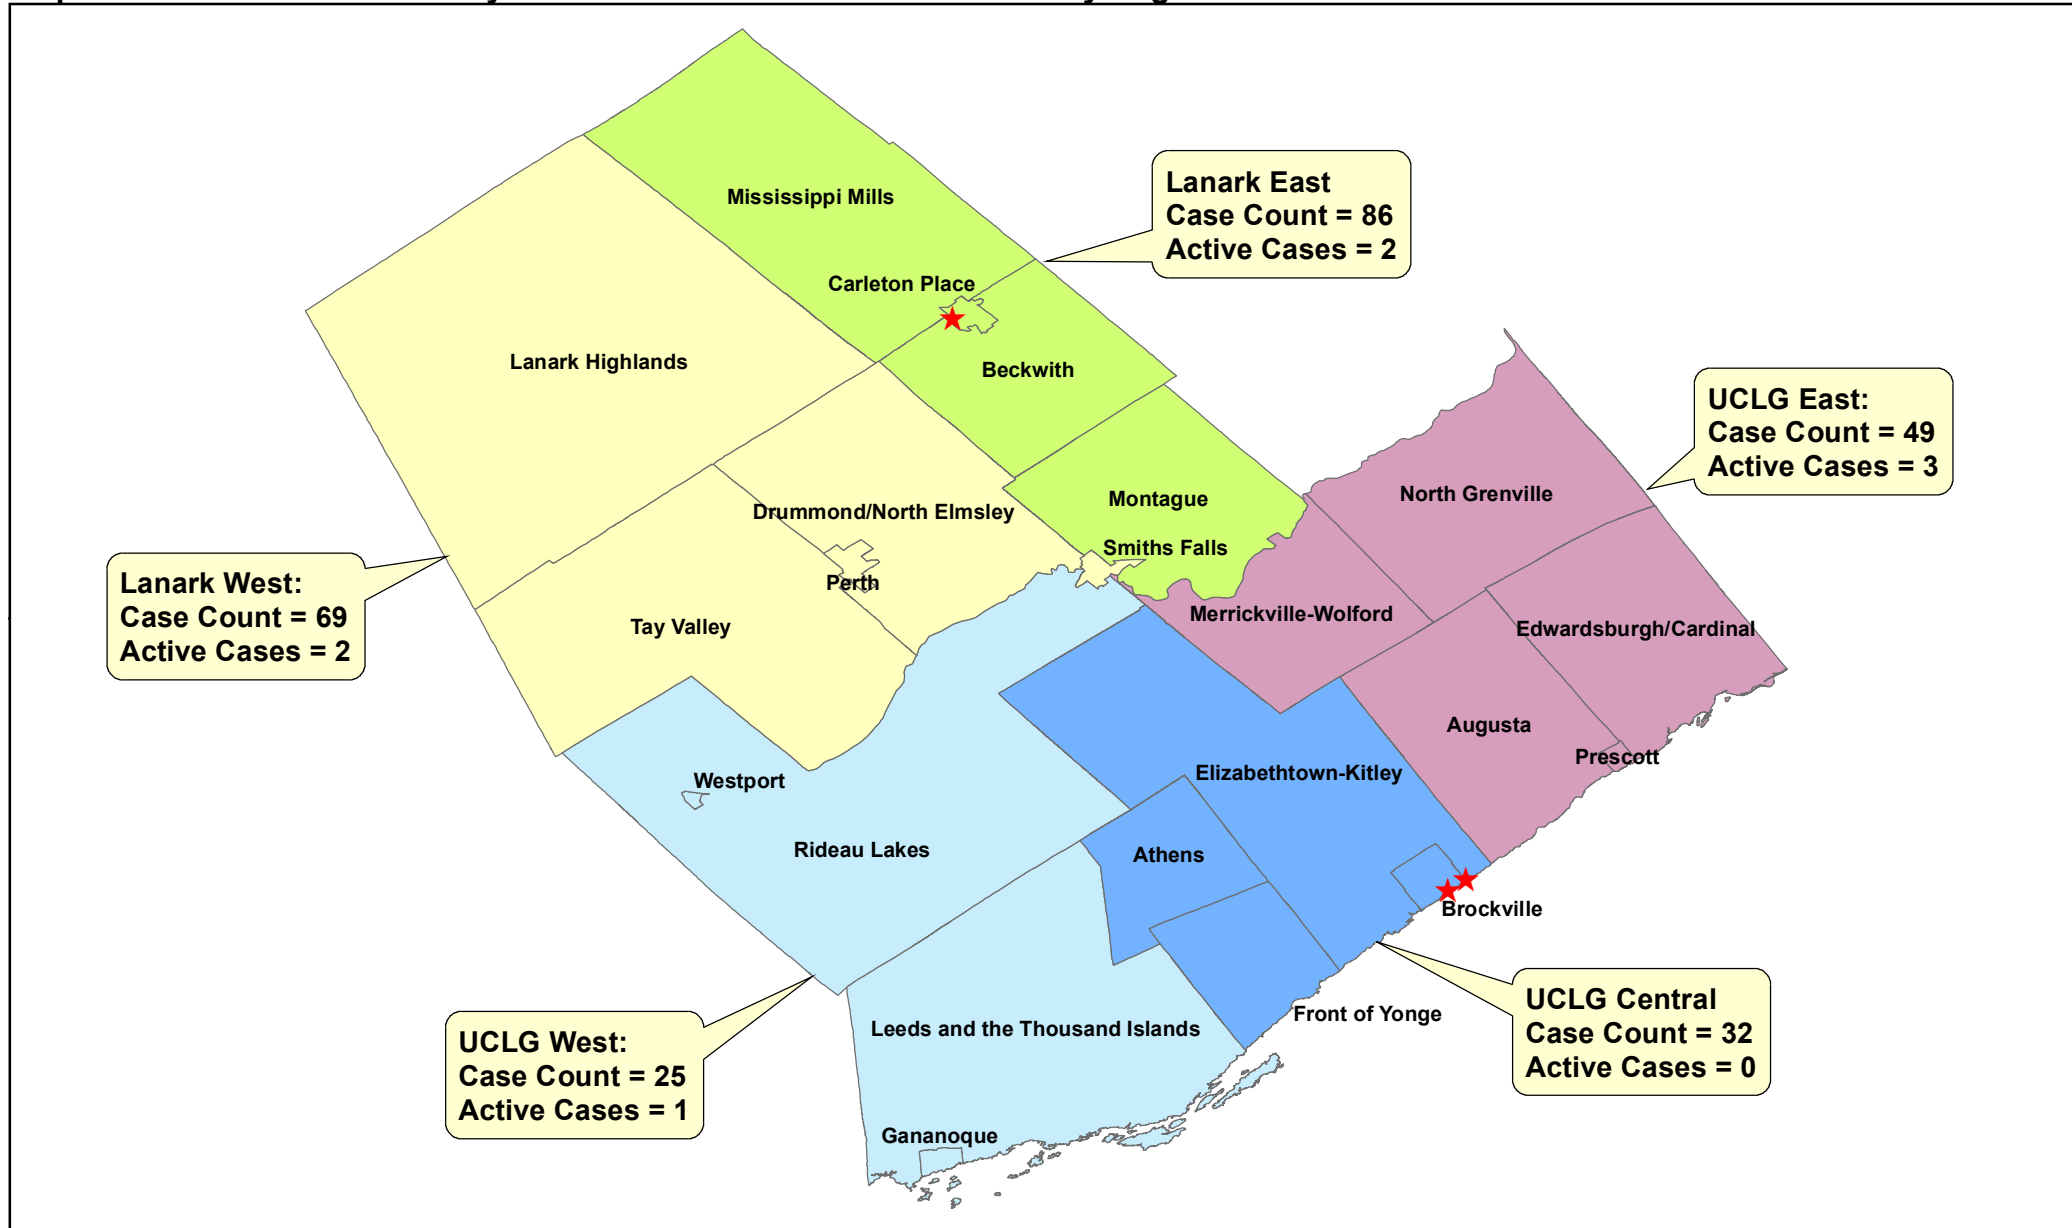 Mississippi Mills
Lanark East
Case Count = 86
Active Cases = 2
Carleton Place
Lanark Highlands
Beckwith
UCLG East:
Case Count = 49
Active Cases = 3
North Grenville
Montague
Drummond/North Elmsley
Smiths Falls
Perth
Lanark West:
Case Count = 69
Active Cases = 2
Merrickville-Wolford
Tay Valley
Edwardsburgh/Cardinal
Augusta
Prescott
Westport
Elizabethtown-Kitley
Rideau Lakes
Athens
Brockville
UCLG Central
Case Count = 32
Active Cases = 0
Front of Yonge
Leeds and the Thousand Islands
UCLG West:
Case Count = 25
Active Cases = 1
Gananoque